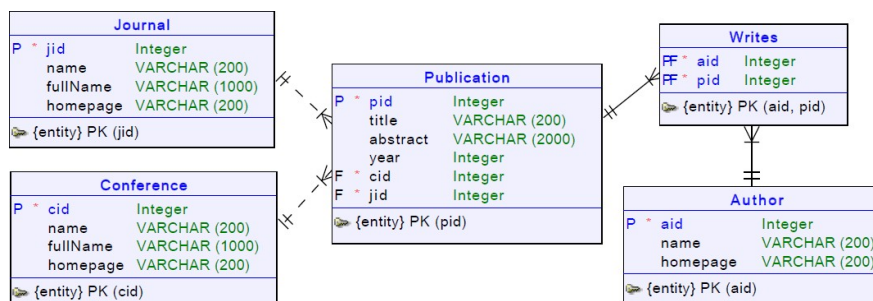 Journal
P * jid Integer
name VARCHAR (200)
fullName VARCHAR (1000)
homepage VARCHAR (200)
{entity} PK (jid)
Conference
P * cid Integer
name VARCHAR (200)
fullName VARCHAR (1000)
homepage VARCHAR (200)
{entity} PK (cid)
Publication
P * pid Integer
title VARCHAR (200)
abstract VARCHAR (2000)
year Integer
F * cid Integer
F * jid Integer
{entity} PK (pid)
Writes
PF * aid Integer
PF * pid Integer
{entity} PK (aid, pid)
Author
P * aid Integer
name VARCHAR (200)
homepage VARCHAR (200)
{entity} PK (aid)